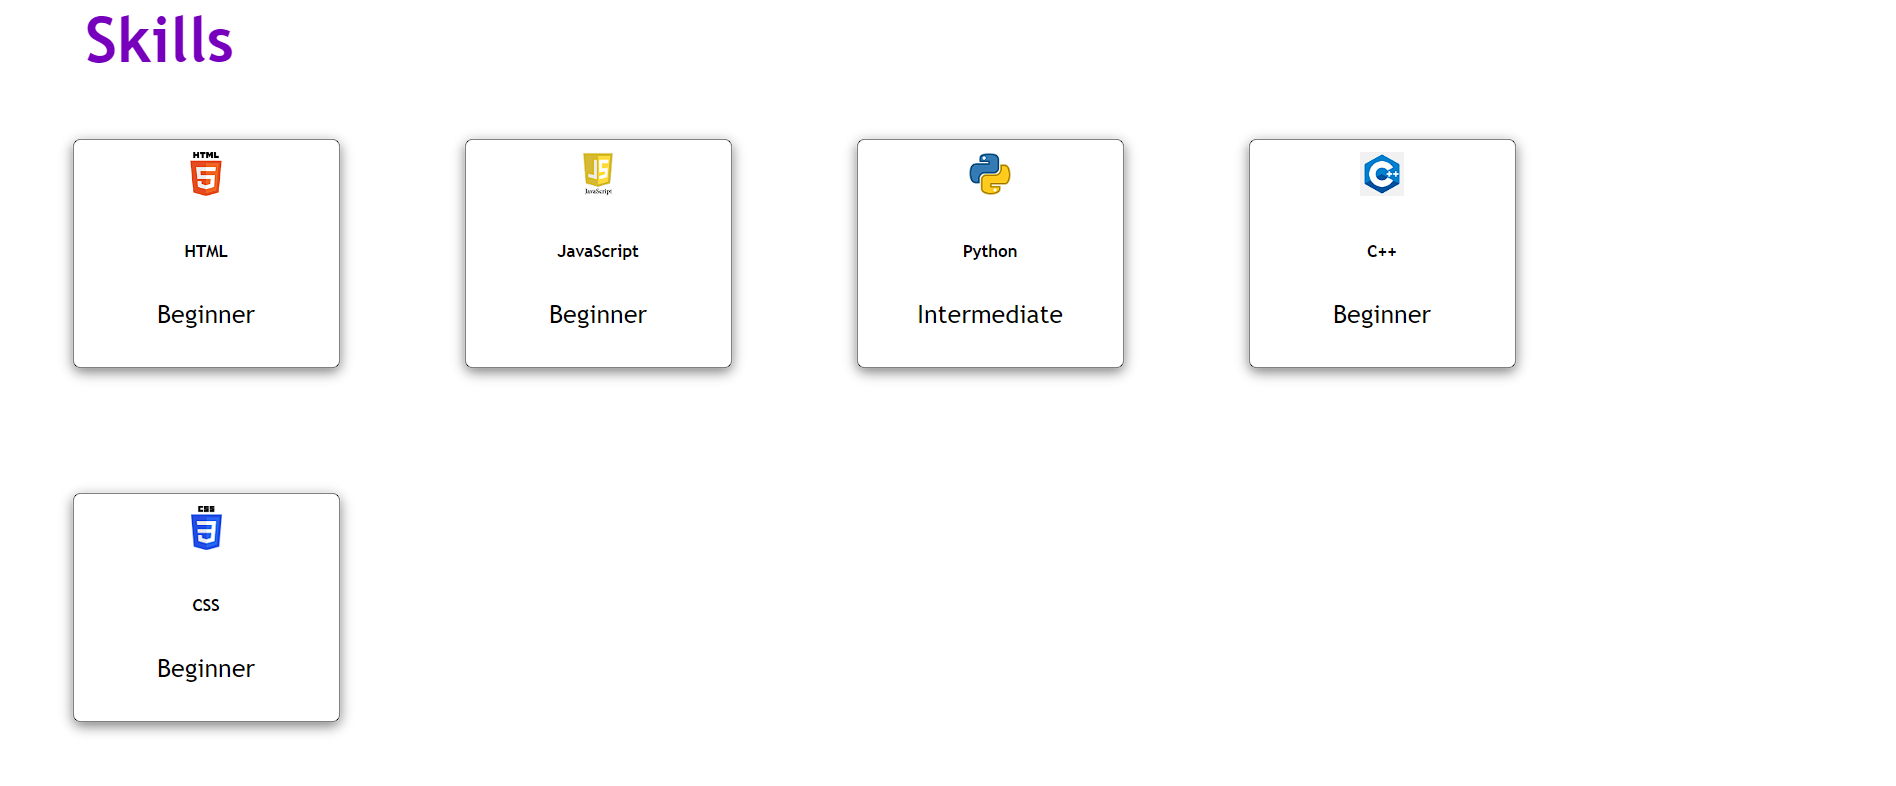 Skills
HTML
5
HTML
Beginner
JS
JavaScript
JavaScript
Beginner
Python
Intermediate
C++
C++
Beginner
CSS
3
CSS
Beginner